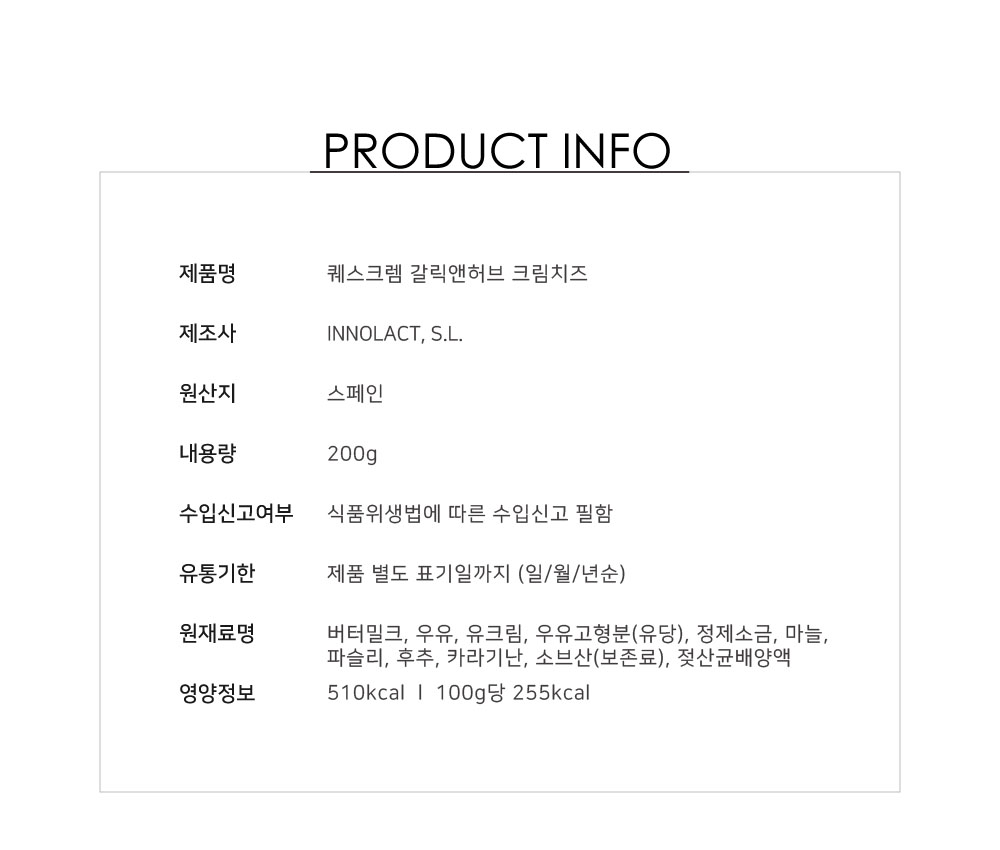 PRODUCT INFO
제품명 퀘스크렘 갈릭앤허브 크림치즈
제조사 INNOLACT, S.L.
원산지 스페인
내용량 200g
수입신고여부 식품위생법에 따른 수입신고 필함
유통기한 제품 별도 표기일까지 (일/월/년순)
원재료명 버터밀크, 우유, 유크림, 우유고형분(유당), 정제소금, 마늘,
파슬리, 후추, 카라기난, 소브산(보존료), 젖산균배양액
영양정보 510kcal l 100g당 255kcal